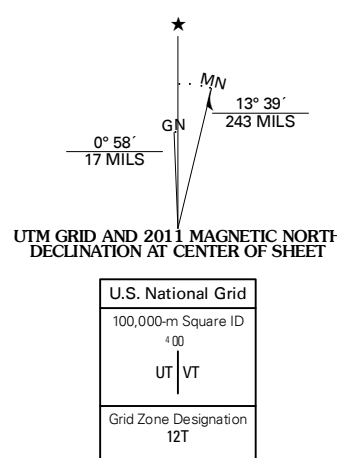 ★
MN
13° 39´
243 MILS
GN
0° 58´
17 MILS
UTM GRID AND 2011 MAGNETIC NORTH
DECLINATION AT CENTER OF SHEET
U.S. National Grid
100,000-m Square ID
⁴00
UT VT
Grid Zone Designation
12T